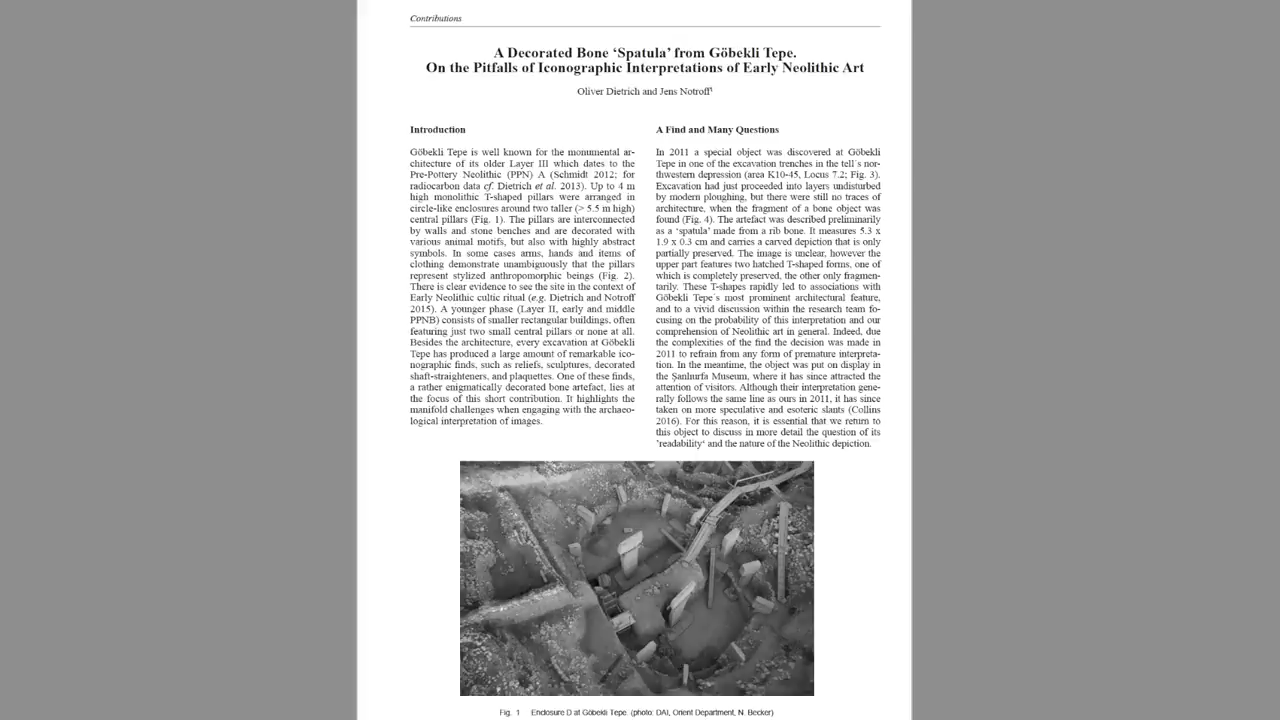 Contributions
A Decorated Bone ‘Spatula’ from Göbekli Tepe.
On the Pitfalls of Iconographic Interpretations of Early Neolithic Art
Oliver Dietrich and Jens Notroff¹
Introduction
Göbekli Tepe is well known for the monumental ar-
chitecture of its older Layer III which dates to the
Pre-Pottery Neolithic (PPN) A (Schmidt 2012; for
radiocarbon data cf. Dietrich et al. 2013). Up to 4 m
high monolithic T-shaped pillars were arranged in
circle-like enclosures around two taller (> 5.5 m high)
central pillars (Fig. 1). The pillars are interconnected
by walls and stone benches and are decorated with
various animal motifs, but also with highly abstract
symbols. In some cases arms, hands and items of
clothing demonstrate unambiguously that the pillars
represent stylized anthropomorphic beings (Fig. 2).
There is clear evidence to see the site in the context of
Early Neolithic cultic ritual (e.g. Dietrich and Notroff
2015). A younger phase (Layer II, early and middle
PPNB) consists of smaller rectangular buildings, often
featuring just two small central pillars or none at all.
Besides the architecture, every excavation at Göbekli
Tepe has produced a large amount of remarkable ico-
nographic finds, such as reliefs, sculptures, decorated
shaft-straighteners, and plaquettes. One of these finds,
a rather enigmatically decorated bone artefact, lies at
the focus of this short contribution. It highlights the
manifold challenges when engaging with the archaeo-
logical interpretation of images.
A Find and Many Questions
In 2011 a special object was discovered at Göbekli
Tepe in one of the excavation trenches in the tell´s nor-
thwestern depression (area K10-45, Locus 7.2; Fig. 3).
Excavation had just proceeded into layers undisturbed
by modern ploughing, but there were still no traces of
architecture, when the fragment of a bone object was
found (Fig. 4). The artefact was described preliminarily
as a ‘spatula’ made from a rib bone. It measures 5.3 x
1.9 x 0.3 cm and carries a carved depiction that is only
partially preserved. The image is unclear, however the
upper part features two hatched T-shaped forms, one of
which is completely preserved, the other only fragmen-
tarily. These T-shapes rapidly led to associations with
Göbekli Tepe´s most prominent architectural feature,
and to a vivid discussion within the research team fo-
cusing on the probability of this interpretation and our
comprehension of Neolithic art in general. Indeed, due
the complexities of the find the decision was made in
2011 to refrain from any form of premature interpreta-
tion. In the meantime, the object was put on display in
the Şanlıurfa Museum, where it has since attracted the
attention of visitors. Although their interpretation gene-
rally follows the same line as ours in 2011, it has since
taken on more speculative and esoteric slants (Collins
2016). For this reason, it is essential that we return to
this object to discuss in more detail the question of its
’readability‘ and the nature of the Neolithic depiction.
Fig. 1 Enclosure D at Göbekli Tepe. (photo: DAI, Orient Department, N. Becker)